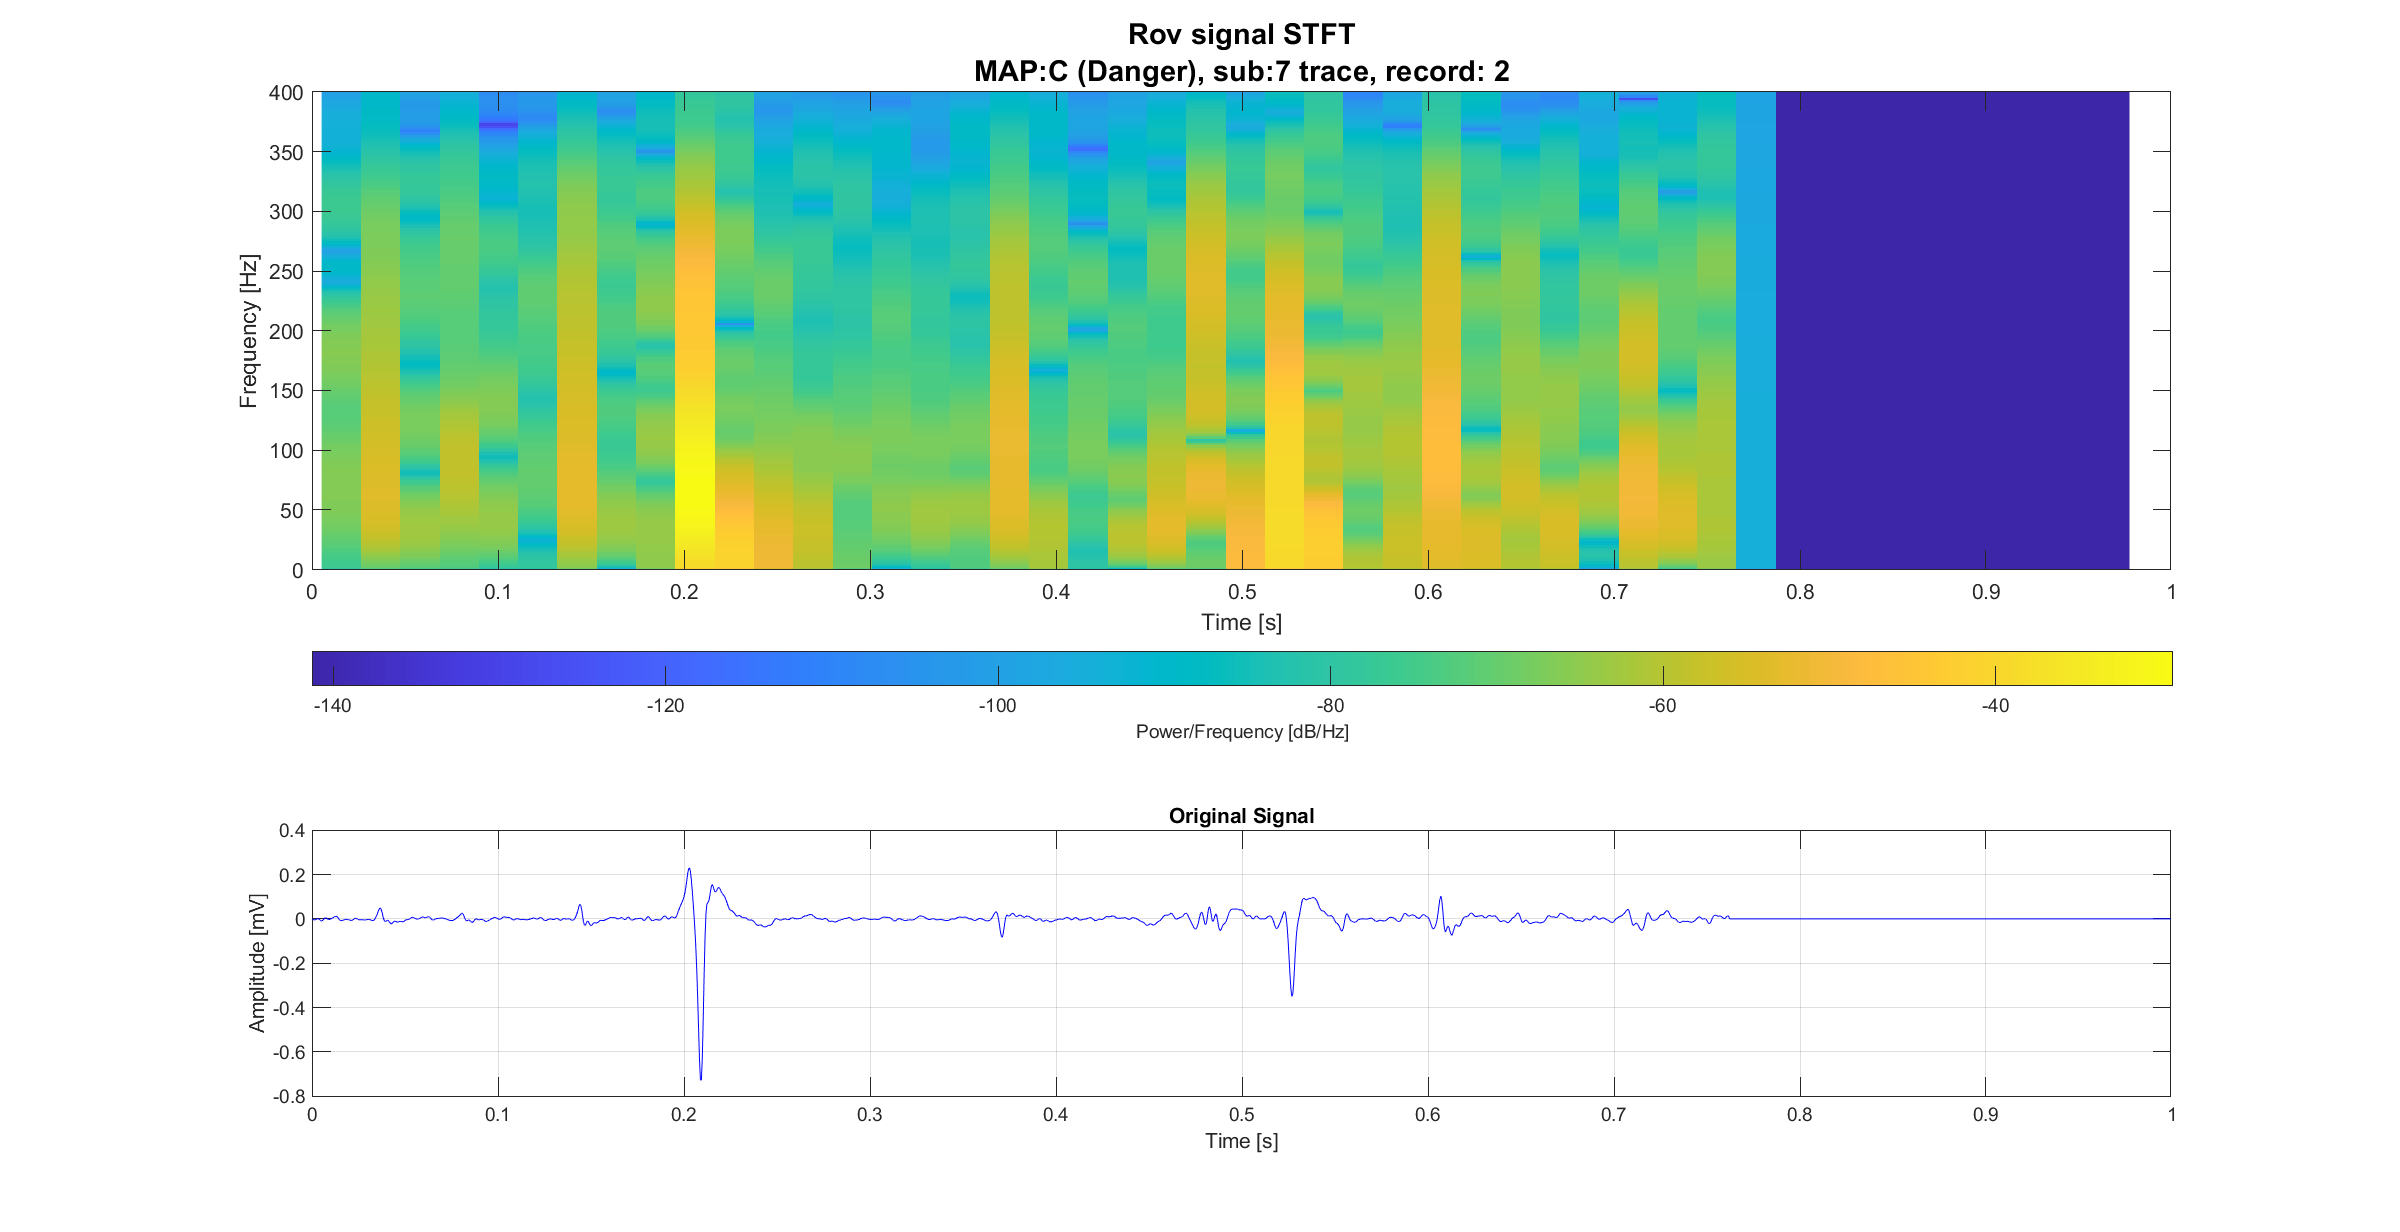 Rov signal STFT
MAP:C (Danger), sub:7 trace, record: 2
400
350
300
250
200
150
100
50
0
Frequency [Hz]
0 0.1 0.2 0.3 0.4 0.5 0.6 0.7 0.8 0.9 1
Time [s]
-140 -120 -100 -80 -60 -40
Power/Frequency [dB/Hz]
Original Signal
0.4
0.2
0
-0.2
-0.4
-0.6
-0.8
Amplitude [mV]
0 0.1 0.2 0.3 0.4 0.5 0.6 0.7 0.8 0.9 1
Time [s]